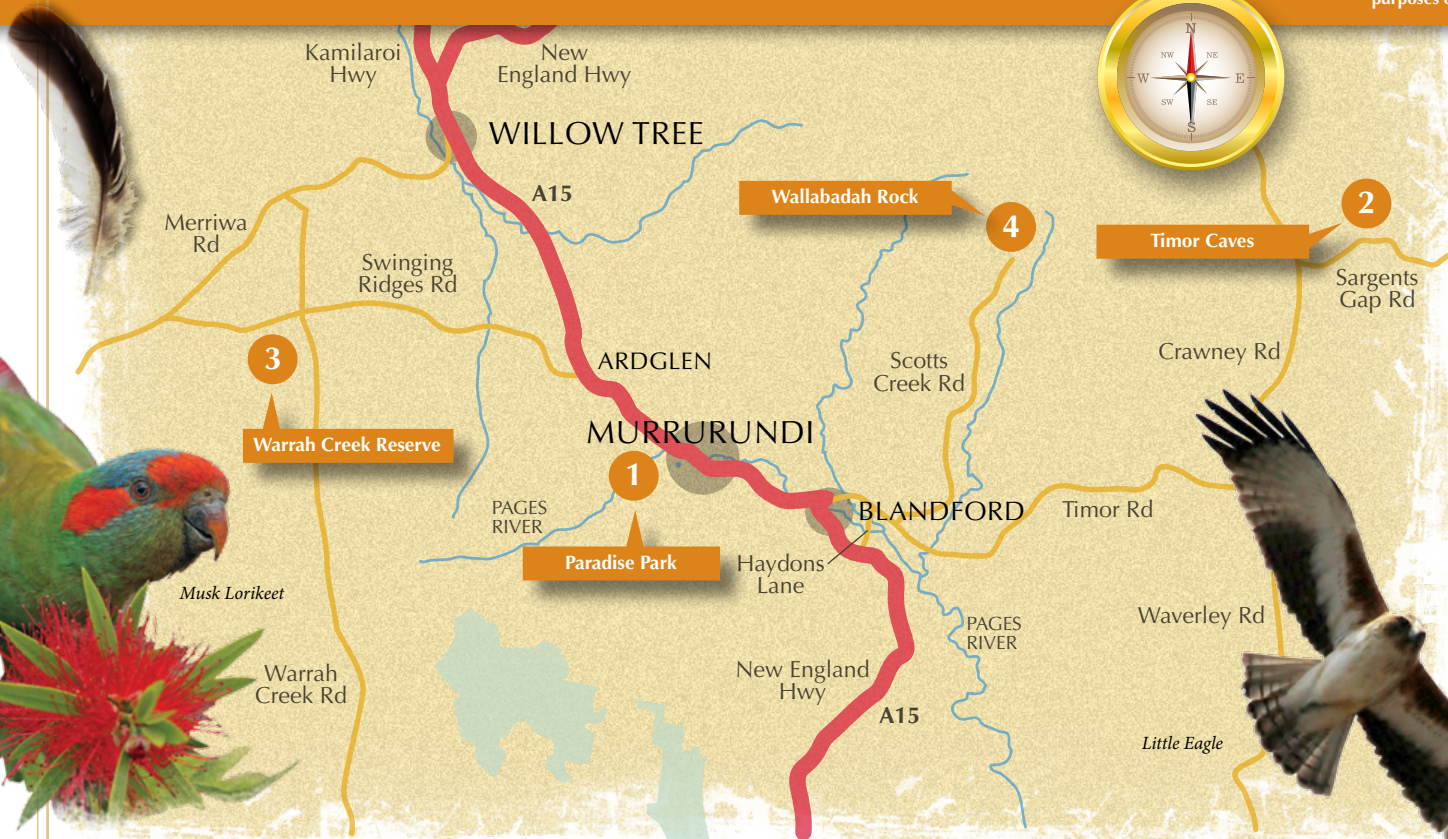 purposes
Kamilaroi
Hwy
New
England Hwy
N
NW
NE
W
E
SW
SE
S
WILLOW TREE
A15
Wallabadah Rock
4
2
Timor Caves
Merriwa
Rd
Swinging
Ridges Rd
Sargents
Gap Rd
3
ARDGLEN
Scotts
Creek Rd
Crawney Rd
Warrah Creek Reserve
MURRURUNDI
1
PAGES
RIVER
BLANDFORD
Timor Rd
Paradise Park
Haydons
Lane
Musk Lorikeet
PAGES
RIVER
Waverley Rd
Warrah
Creek Rd
New England
Hwy
A15
Little Eagle